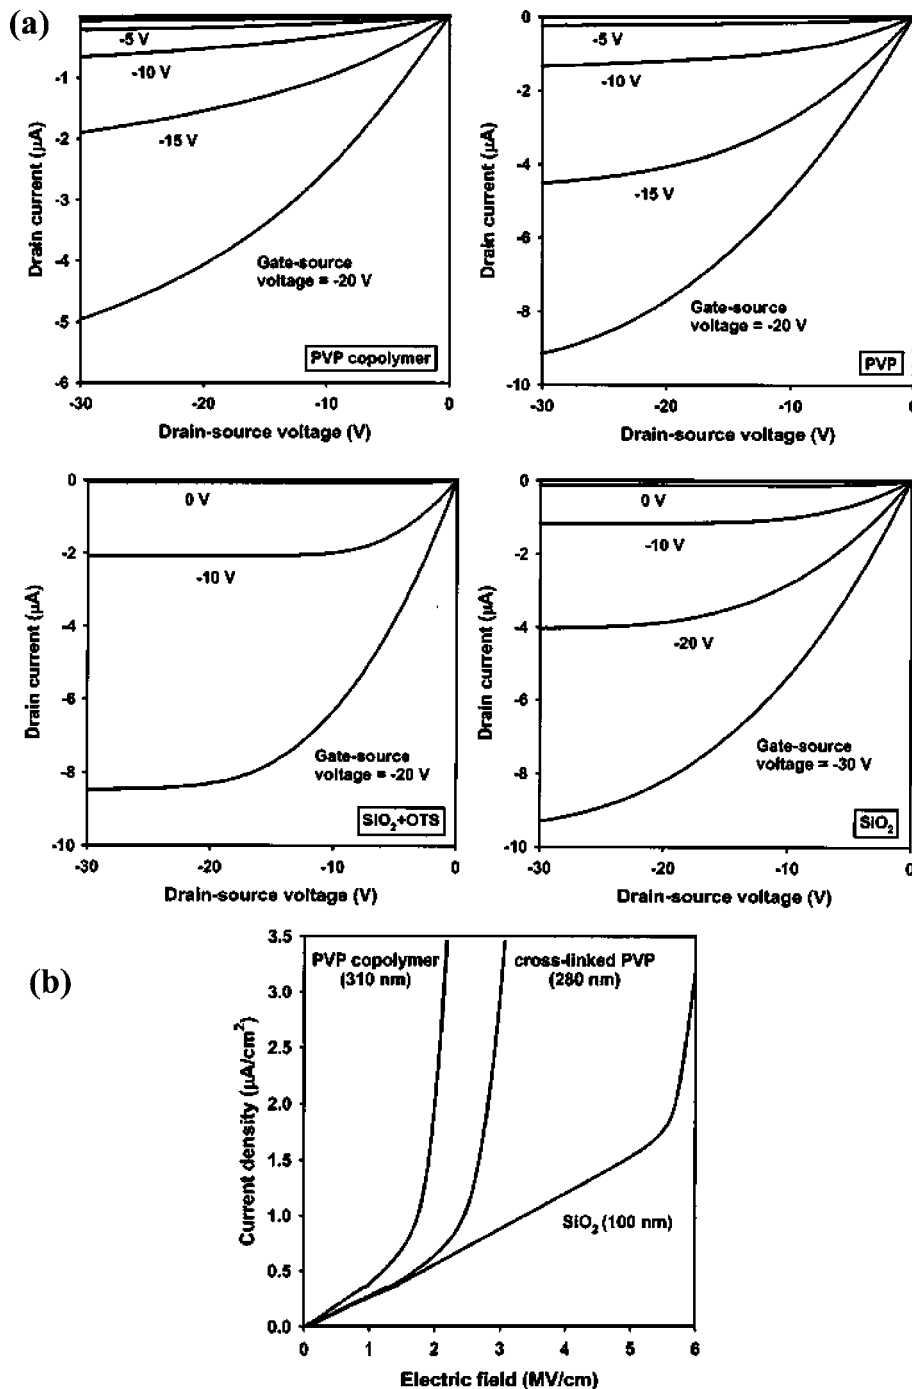 (a)
0
-1
-2
-3
-4
-5
-6
Drain current (µA)
-5 V
-10 V
-15 V
Gate-source
voltage = -20 V
PVP copolymer
-30
-20
-10
0
Drain-source voltage (V)
0
-2
-4
-6
-8
-10
Drain current (µA)
-5 V
-10 V
-15 V
Gate-source
voltage = -20 V
PVP
-30
-20
-10
0
Drain-source voltage (V)
0
-2
-4
-6
-8
-10
Drain current (µA)
0 V
-10 V
Gate-source
voltage = -20 V
SiO₂+OTS
-30
-20
-10
0
Drain-source voltage (V)
0
-2
-4
-6
-8
-10
Drain current (µA)
0 V
-10 V
-20 V
Gate-source
voltage = -30 V
SiO₂
-30
-20
-10
0
Drain-source voltage (V)
(b)
3.5
3.0
2.5
2.0
1.5
1.0
0.5
0.0
Current density (µA/cm²)
PVP copolymer
(310 nm)
cross-linked PVP
(280 nm)
SiO₂ (100 nm)
0
1
2
3
4
5
6
Electric field (MV/cm)